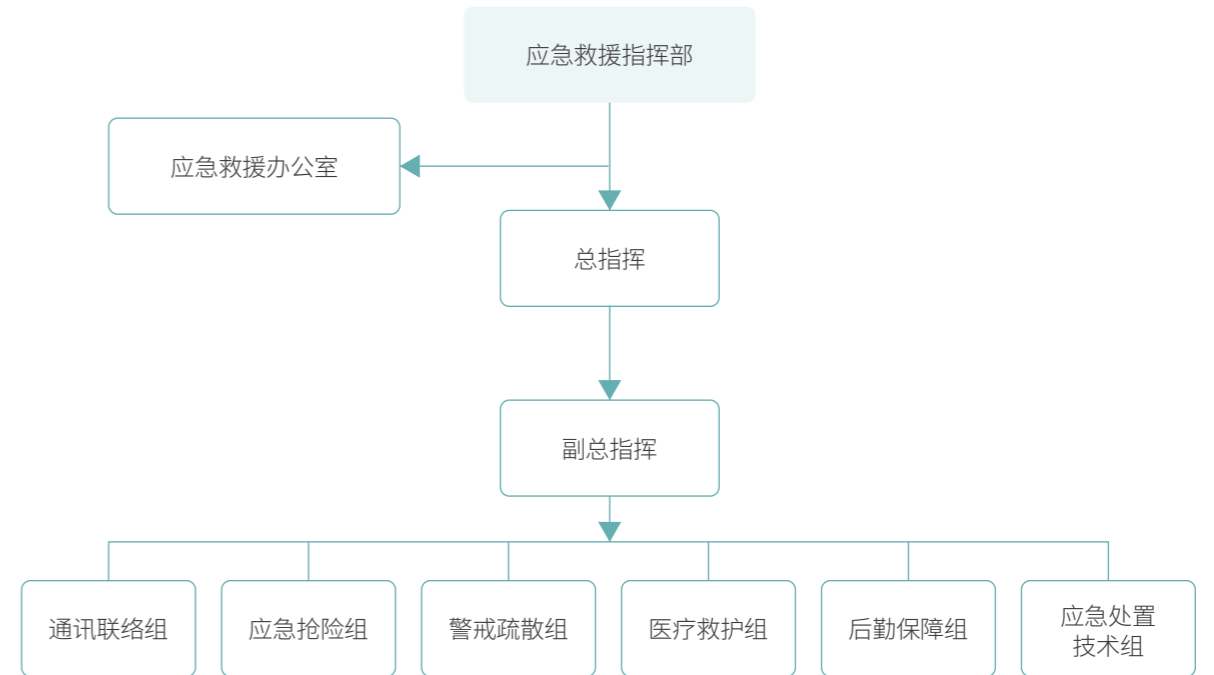 应急救援指挥部
应急救援办公室
总指挥
副总指挥
通讯联络组
应急抢险组
警戒疏散组
医疗救护组
后勤保障组
应急处置
技术组